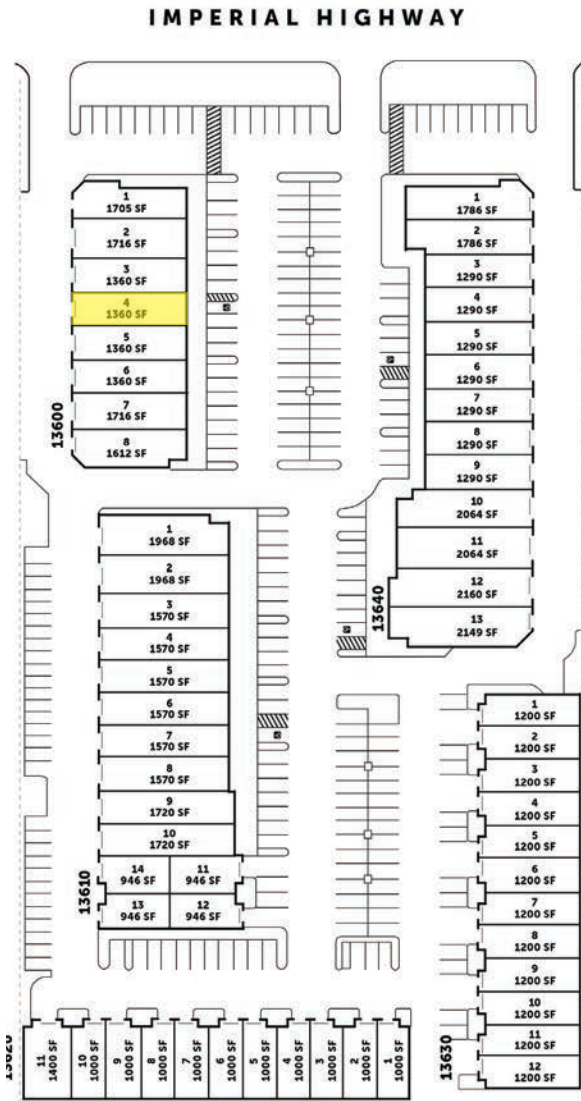 IMPERIAL HIGHWAY
1
1705 SF
2
1716 SF
3
1360 SF
4
1360 SF
5
1360 SF
6
1360 SF
7
1716 SF
8
1612 SF
13600
1
1786 SF
2
1786 SF
3
1290 SF
4
1290 SF
5
1290 SF
6
1290 SF
7
1290 SF
8
1290 SF
9
1290 SF
10
2064 SF
11
2064 SF
12
2160 SF
13
2149 SF
13640
1
1968 SF
2
1968 SF
3
1570 SF
4
1570 SF
5
1570 SF
6
1570 SF
7
1570 SF
8
1570 SF
9
1720 SF
10
1720 SF
14
946 SF
11
946 SF
13
946 SF
12
946 SF
13610
1
1200 SF
2
1200 SF
3
1200 SF
4
1200 SF
5
1200 SF
6
1200 SF
7
1200 SF
8
1200 SF
9
1200 SF
10
1200 SF
11
1200 SF
12
1200 SF
13630
11
1400 SF
10
1000 SF
9
1000 SF
8
1000 SF
7
1000 SF
6
1000 SF
5
1000 SF
4
1000 SF
3
1000 SF
2
1000 SF
1
1000 SF